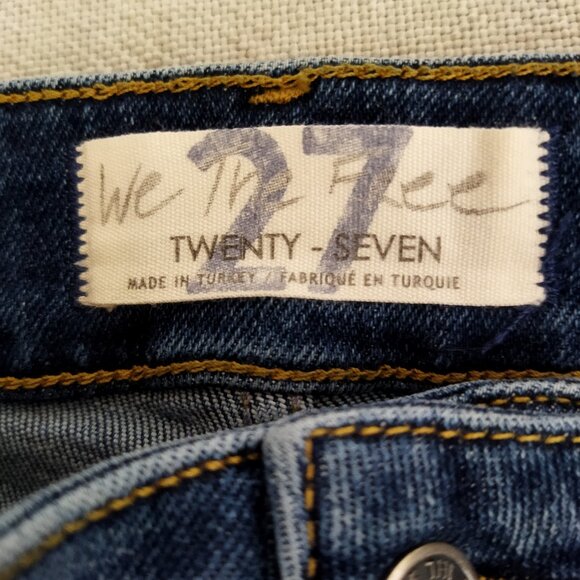 We The Free
27
TWENTY - SEVEN
MADE IN TURKEY / FABRIQUÉ EN TURQUIE